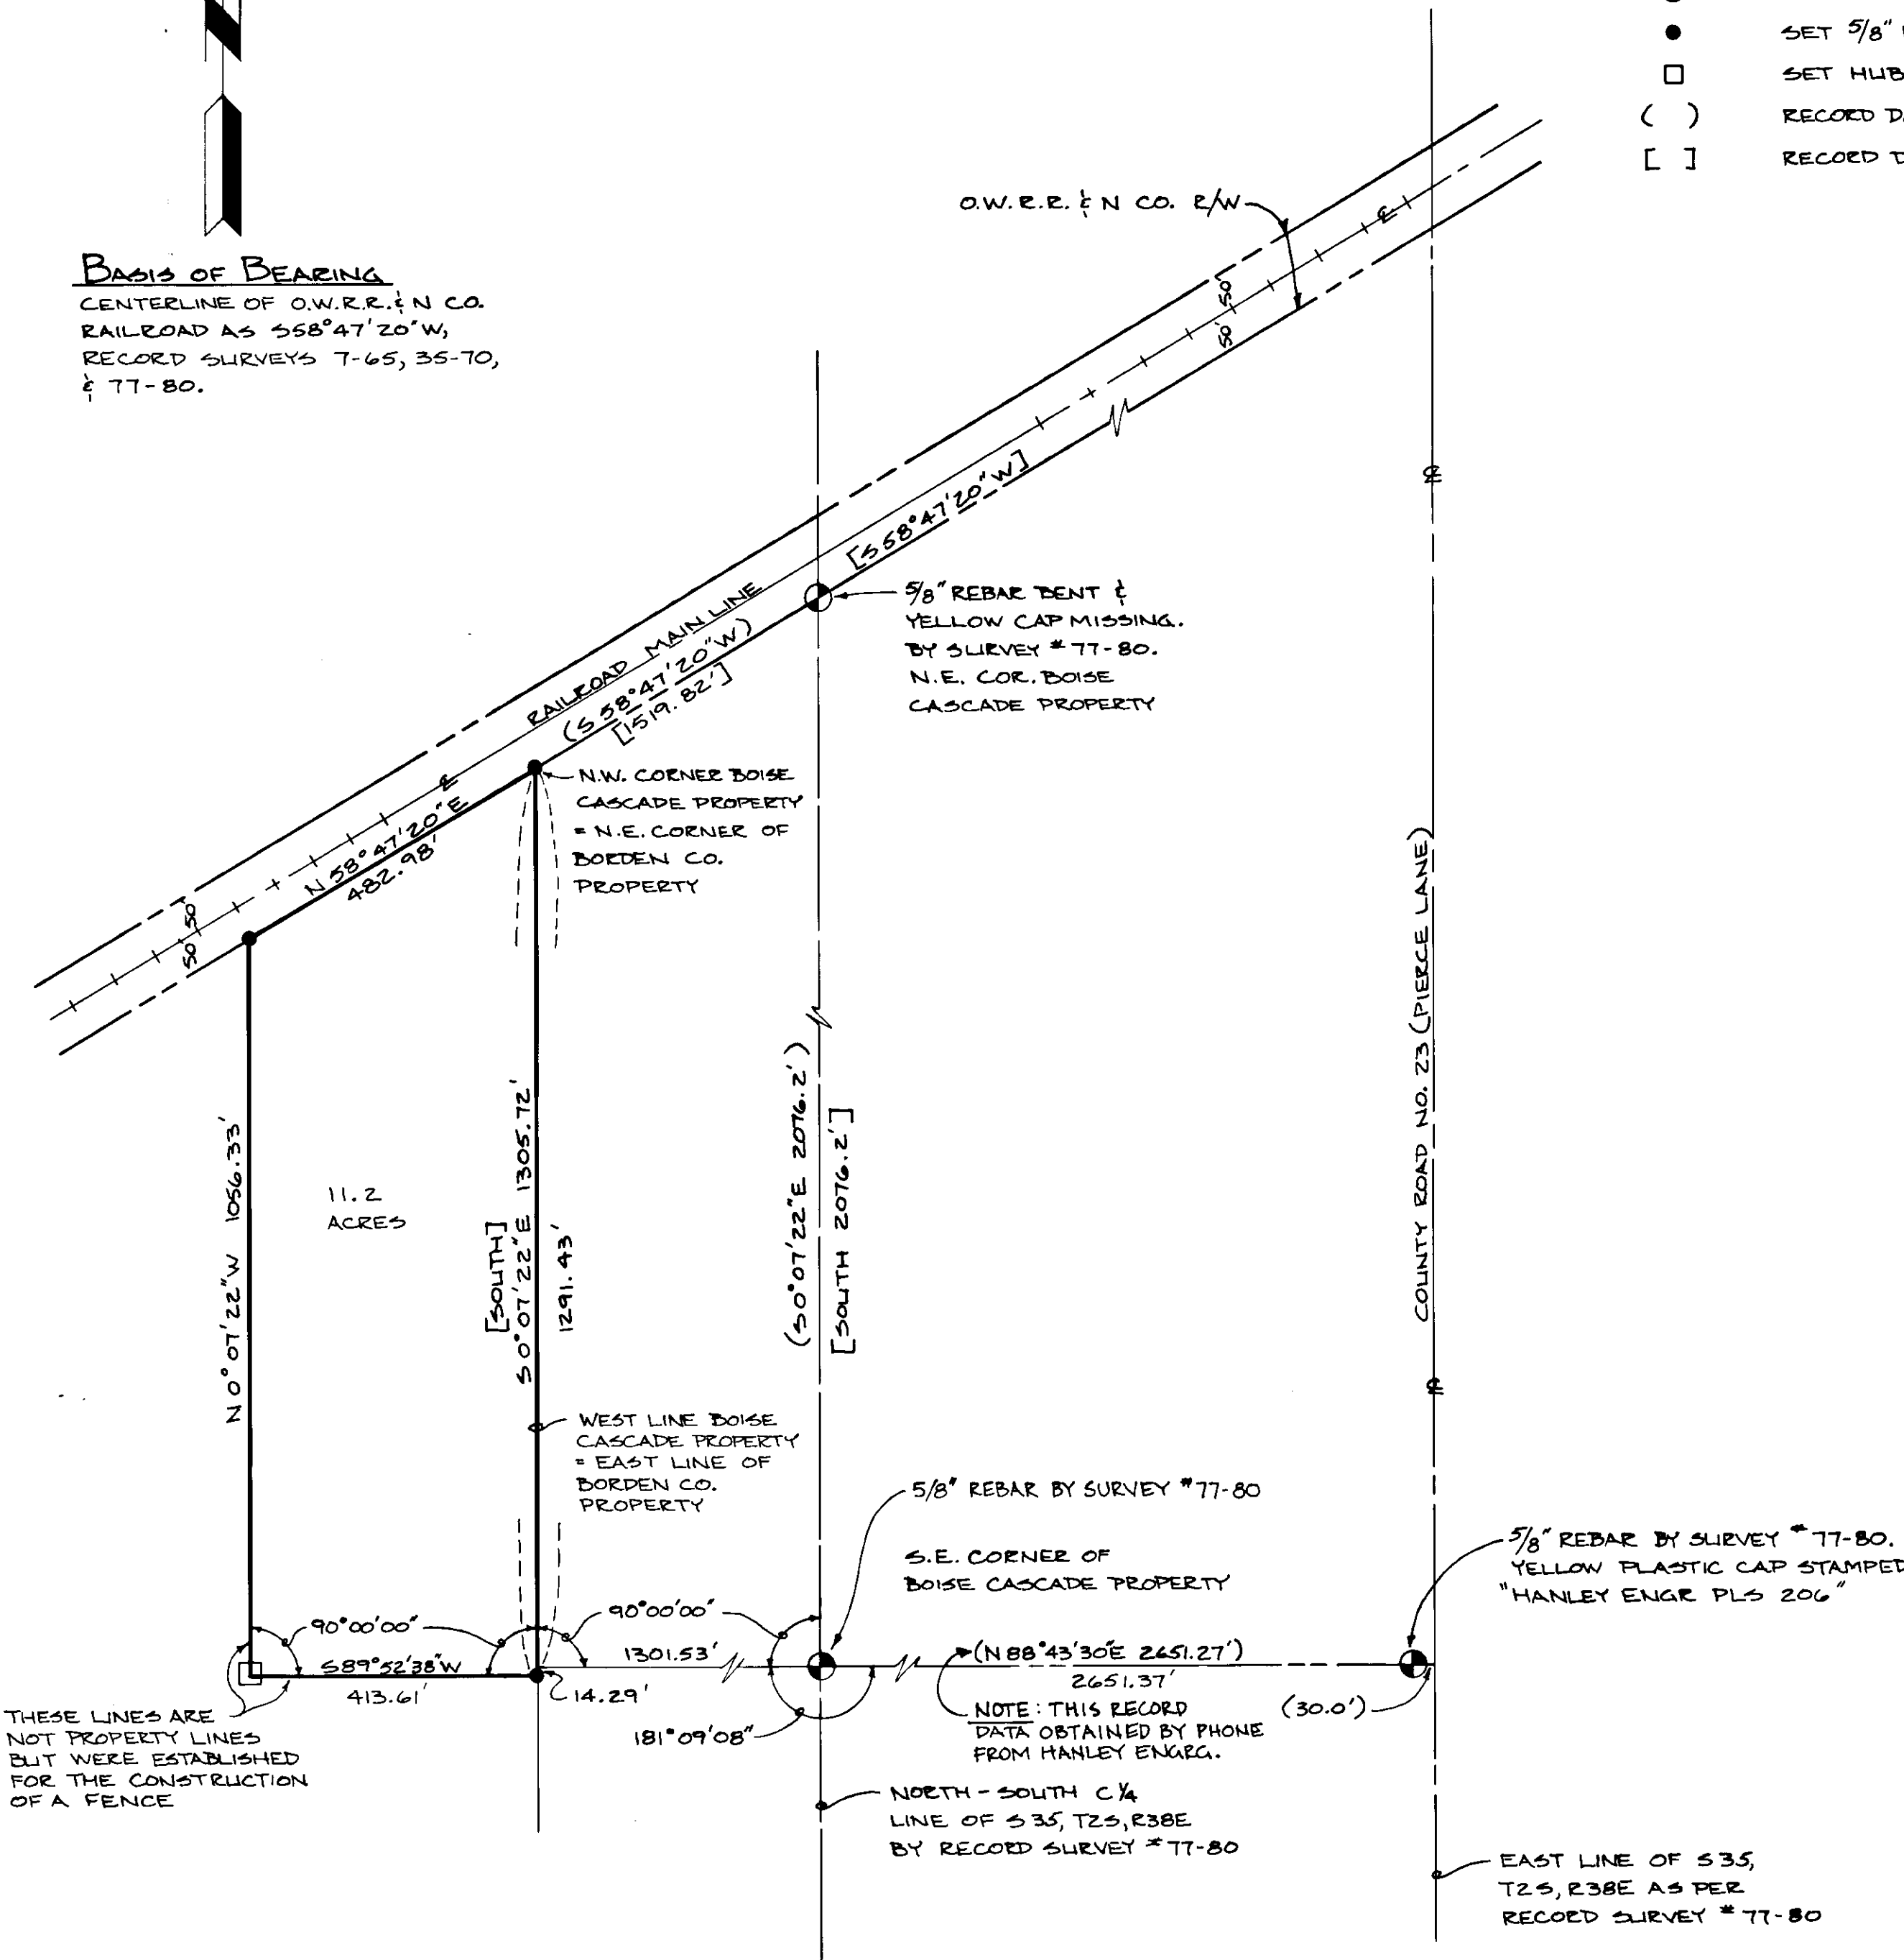 SET 5/8"
SET HUB
( ) RECORD
[ ] RECORD
O.W.R.R. & N CO. R/W
BASIS OF BEARING
CENTERLINE OF O.W.R.R. & N CO.
RAILROAD AS S58°47'20"W,
RECORD SURVEYS 7-65, 35-70,
& 77-80.
50'
50'
℄
℄
[S58°47'20"W]
RAILROAD MAIN LINE
(S58°47'20"W)
[1519.82']
5/8" REBAR BENT &
YELLOW CAP MISSING.
BY SURVEY #77-80.
N.E. COR. BOISE
CASCADE PROPERTY
N.W. CORNER BOISE
CASCADE PROPERTY
= N.E. CORNER OF
BORDEN CO.
PROPERTY
℄
N58°47'20"E
482.98'
50'
50'
N0°07'22"W 1056.33'
11.2
ACRES
[SOUTH]
S0°07'22"E 1305.72'
1291.43'
(S0°07'22"E 2076.2')
[SOUTH 2076.2']
COUNTY ROAD NO. 23 (PIERCE LANE)
℄
WEST LINE BOISE
CASCADE PROPERTY
= EAST LINE OF
BORDEN CO.
PROPERTY
5/8" REBAR BY SURVEY #77-80
S.E. CORNER OF
BOISE CASCADE PROPERTY
5/8" REBAR BY SURVEY #77-80.
YELLOW PLASTIC CAP STAMPED
"HANLEY ENGR PLS 206"
90°00'00"
90°00'00"
S89°52'38"W
413.61'
1301.53'
14.29'
181°09'08"
(N88°43'30"E 2651.27')
2651.37'
(30.0')
NOTE: THIS RECORD
DATA OBTAINED BY PHONE
FROM HANLEY ENGRG.
THESE LINES ARE
NOT PROPERTY LINES
BUT WERE ESTABLISHED
FOR THE CONSTRUCTION
OF A FENCE
NORTH-SOUTH C 1/4
LINE OF S35, T2S, R38E
BY RECORD SURVEY #77-80
EAST LINE OF S35,
T2S, R38E AS PER
RECORD SURVEY #77-80